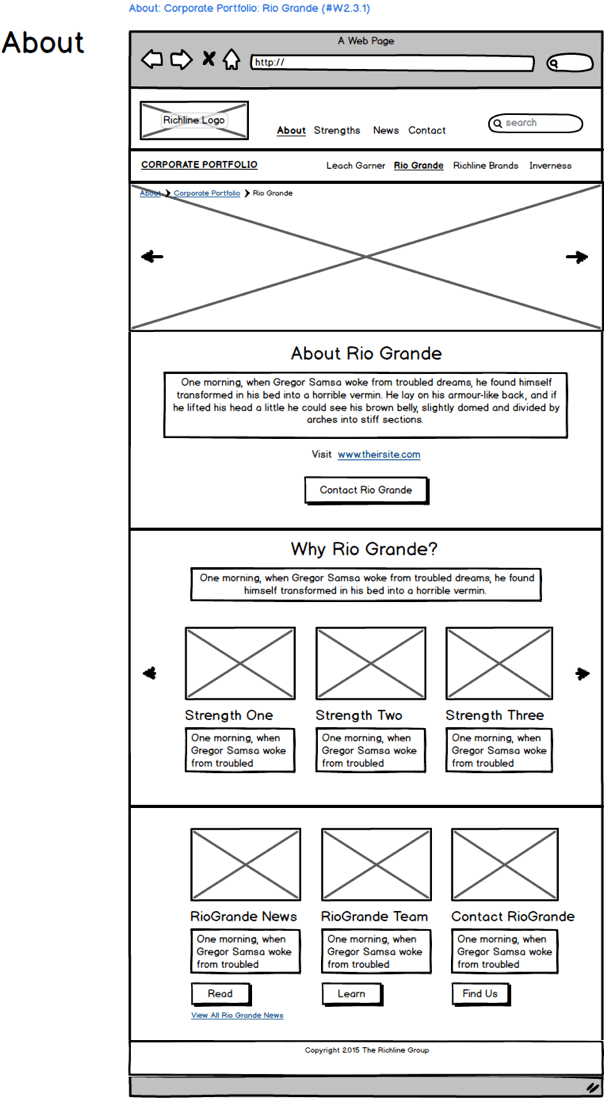 About: Corporate Portfolio: Rio Grande (#W2.3.1)
About
A Web Page
http://
Richline Logo
About Strengths News Contact
search
CORPORATE PORTFOLIO
Leach Garner Rio Grande Richline Brands Inverness
About Corporate Portfolio Rio Grande
About Rio Grande
One morning, when Gregor Samsa woke from troubled dreams, he found himself
transformed in his bed into a horrible vermin. He lay on his armour-like back, and if
he lifted his head a little he could see his brown belly, slightly domed and divided by
arches into stiff sections.
Visit www.theirsite.com
Contact Rio Grande
Why Rio Grande?
One morning, when Gregor Samsa woke from troubled dreams, he found
himself transformed in his bed into a horrible vermin.
Strength One
One morning, when
Gregor Samsa woke
from troubled
Strength Two
One morning, when
Gregor Samsa woke
from troubled
Strength Three
One morning, when
Gregor Samsa woke
from troubled
RioGrande News
One morning, when
Gregor Samsa woke
from troubled
Read
View All Rio Grande News
RioGrande Team
One morning, when
Gregor Samsa woke
from troubled
Learn
Contact RioGrande
One morning, when
Gregor Samsa woke
from troubled
Find Us
Copyright 2015 The Richline Group